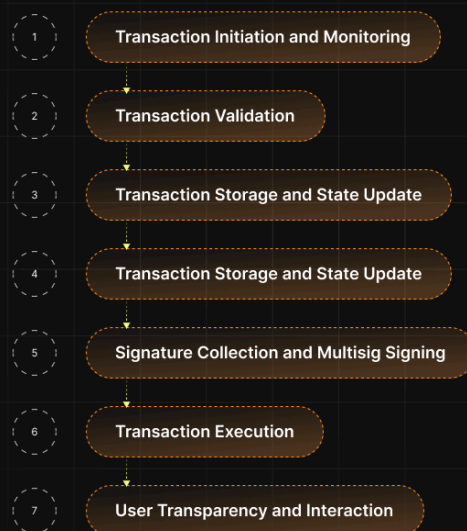 1
Transaction Initiation and Monitoring
2
Transaction Validation
3
Transaction Storage and State Update
4
Transaction Storage and State Update
5
Signature Collection and Multisig Signing
6
Transaction Execution
7
User Transparency and Interaction